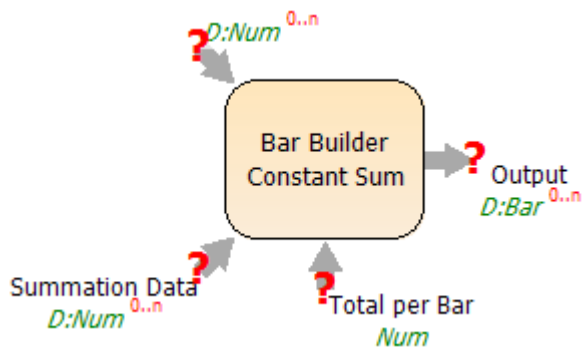 ? D:Num 0..n
Bar Builder
Constant Sum
? Output
D:Bar 0..n
? Summation Data
D:Num 0..n
? Total per Bar
Num